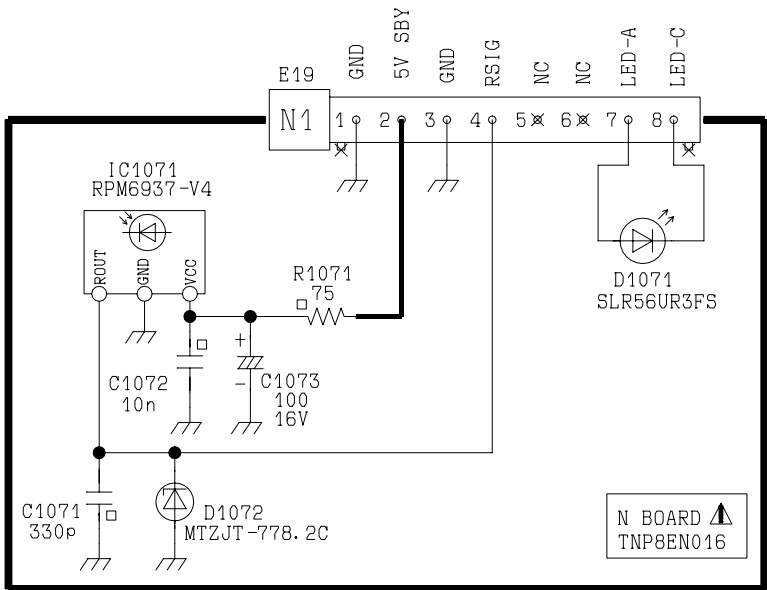 E19
GND
5V SBY
GND
RSIG
NC
NC
LED-A
LED-C
N1
1
2
3
4
5
6
7
8
IC1071
RPM6937-V4
ROUT
GND
VCC
R1071
75
D1071
SLR56UR3FS
+
-
C1072
10n
C1073
100
16V
C1071
330p
D1072
MTZJT-778.2C
N BOARD
TNP8EN016